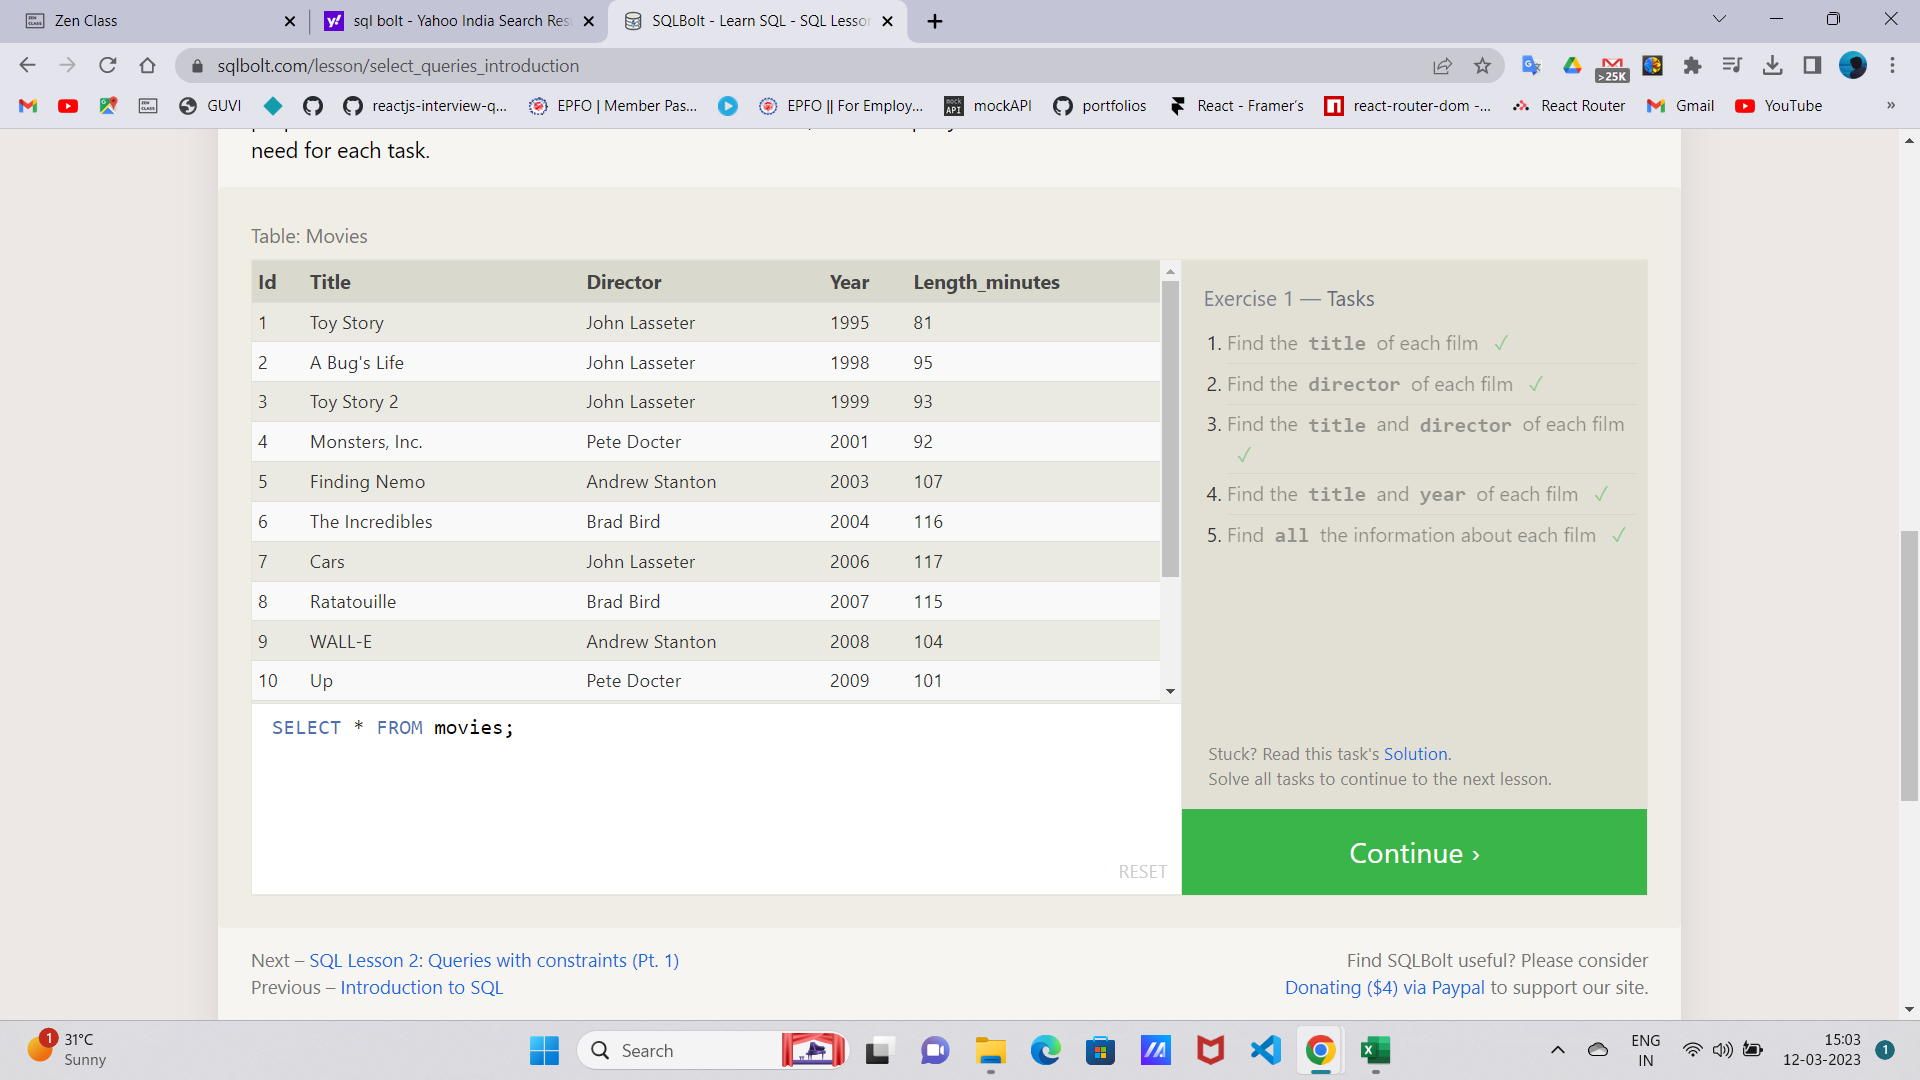 Zen Class
sql bolt - Yahoo India Search Res
SQLBolt - Learn SQL - SQL Lesson
sqlbolt.com/lesson/select_queries_introduction
>25K
GUVI
reactjs-interview-q...
EPFO | Member Pas...
EPFO || For Employ...
mock API
mockAPI
portfolios
React - Framer's
react-router-dom -...
React Router
Gmail
YouTube
»
need for each task.
Table: Movies
Id Title Director Year Length_minutes
1 Toy Story John Lasseter 1995 81
2 A Bug's Life John Lasseter 1998 95
3 Toy Story 2 John Lasseter 1999 93
4 Monsters, Inc. Pete Docter 2001 92
5 Finding Nemo Andrew Stanton 2003 107
6 The Incredibles Brad Bird 2004 116
7 Cars John Lasseter 2006 117
8 Ratatouille Brad Bird 2007 115
9 WALL-E Andrew Stanton 2008 104
10 Up Pete Docter 2009 101
SELECT * FROM movies;
RESET
Exercise 1 — Tasks
1. Find the title of each film ✓
2. Find the director of each film ✓
3. Find the title and director of each film
✓
4. Find the title and year of each film ✓
5. Find all the information about each film ✓
Stuck? Read this task's Solution.
Solve all tasks to continue to the next lesson.
Continue ›
Next – SQL Lesson 2: Queries with constraints (Pt. 1)
Previous – Introduction to SQL
Find SQLBolt useful? Please consider
Donating ($4) via Paypal to support our site.
1
31°C
Sunny
Search
ENG
IN
15:03
12-03-2023
1